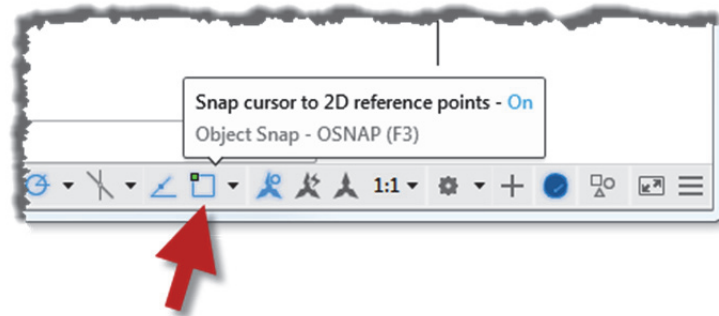 Snap cursor to 2D reference points - On
Object Snap - OSNAP (F3)
1:1